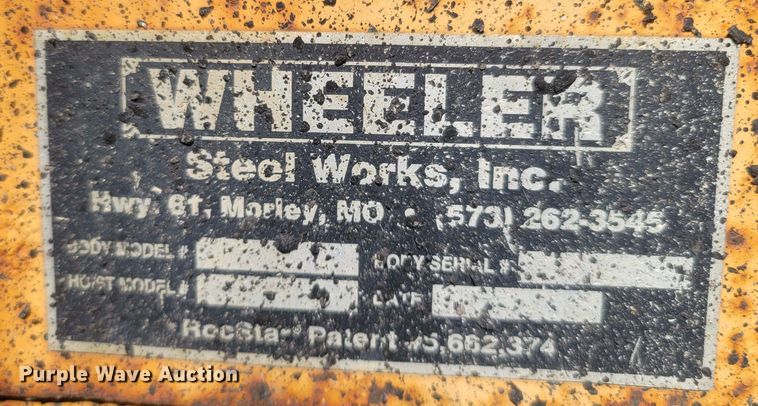 WHEELER
Steel Works, Inc.
Hwy. 61, Morley, MO • (573) 262-3545
BODY MODEL # BODY SERIAL #
HOIST MODEL # DATE
RocStar Patent #5,662,374
Purple Wave Auction